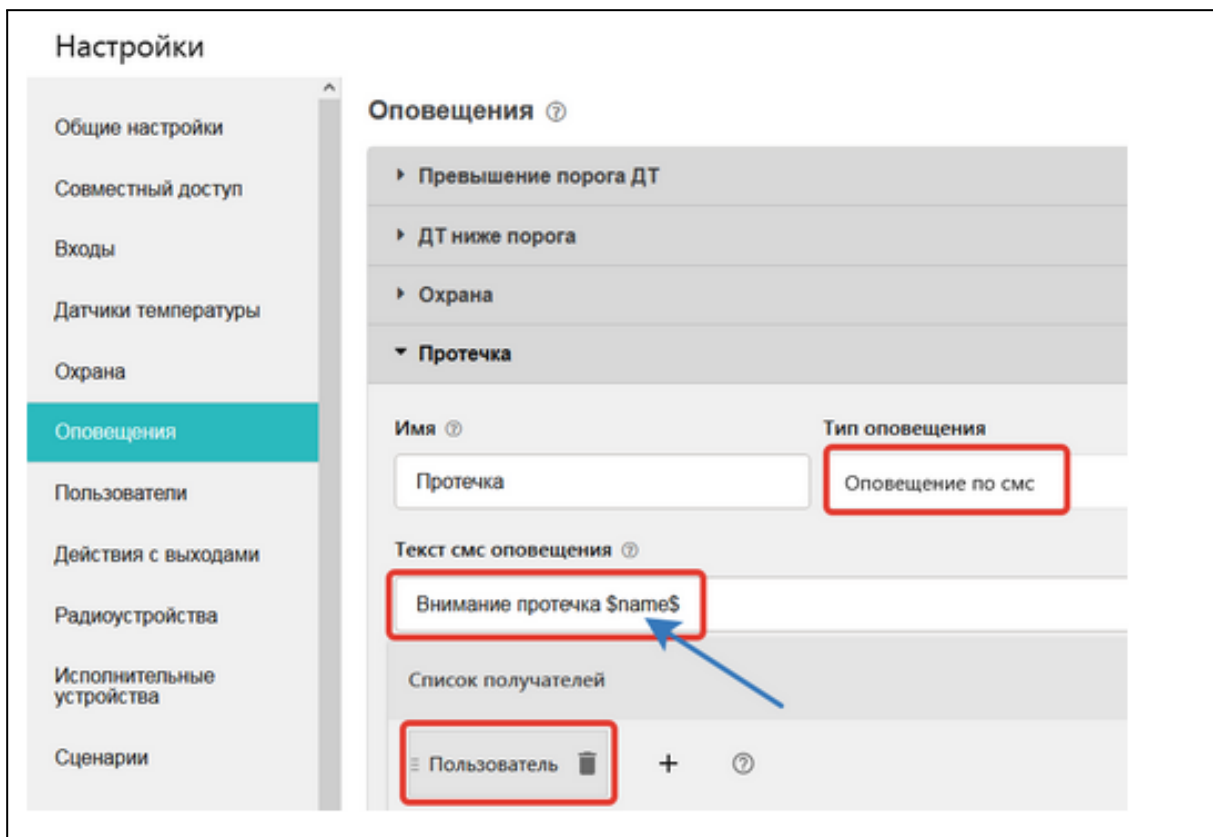 Настройки
Общие настройки
Совместный доступ
Входы
Датчики температуры
Охрана
Оповещения
Пользователи
Действия с выходами
Радиоустройства
Исполнительные
устройства
Сценарии
Оповещения ?
Превышение порога ДТ
ДТ ниже порога
Охрана
Протечка
Имя ?
Тип оповещения
Протечка
Оповещение по смс
Текст смс оповещения ?
Внимание протечка $name$
Список получателей
Пользователь + ?